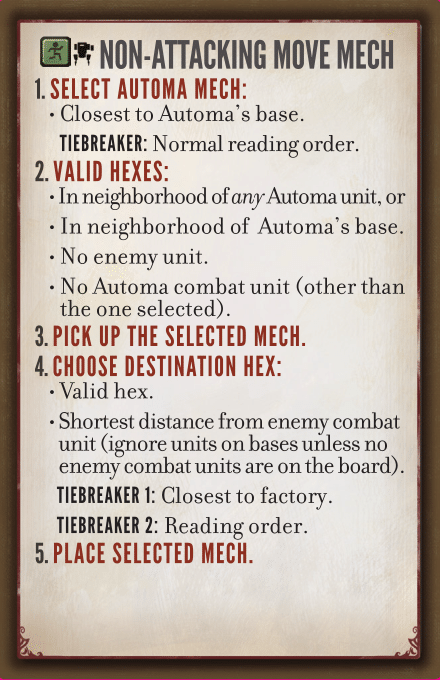 NON-ATTACKING MOVE MECH
1. SELECT AUTOMA MECH:
• Closest to Automa's base.
TIEBREAKER: Normal reading order.
2. VALID HEXES:
• In neighborhood of any Automa unit, or
• In neighborhood of Automa's base.
• No enemy unit.
• No Automa combat unit (other than
the one selected).
3. PICK UP THE SELECTED MECH.
4. CHOOSE DESTINATION HEX:
• Valid hex.
• Shortest distance from enemy combat
unit (ignore units on bases unless no
enemy combat units are on the board).
TIEBREAKER 1: Closest to factory.
TIEBREAKER 2: Reading order.
5. PLACE SELECTED MECH.